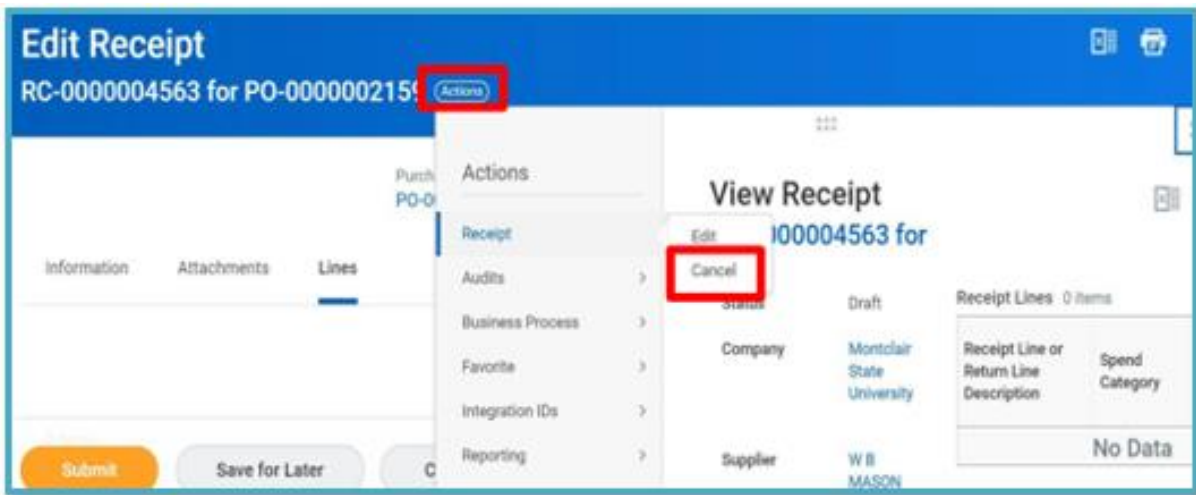 Edit Receipt
RC-0000004563 for PO-000000215
Actions
Actions
View Receipt
Receipt
Edit
000004563 for
Information
Attachments
Lines
Audits
Cancel
Status
Draft
Receipt Lines 0 items
Business Process
Company
Montclair
State
University
Receipt Line or
Return Line
Description
Spend
Category
Favorite
Integration IDs
No Data
Submit
Save for Later
C
Reporting
Supplier
W B
MASON